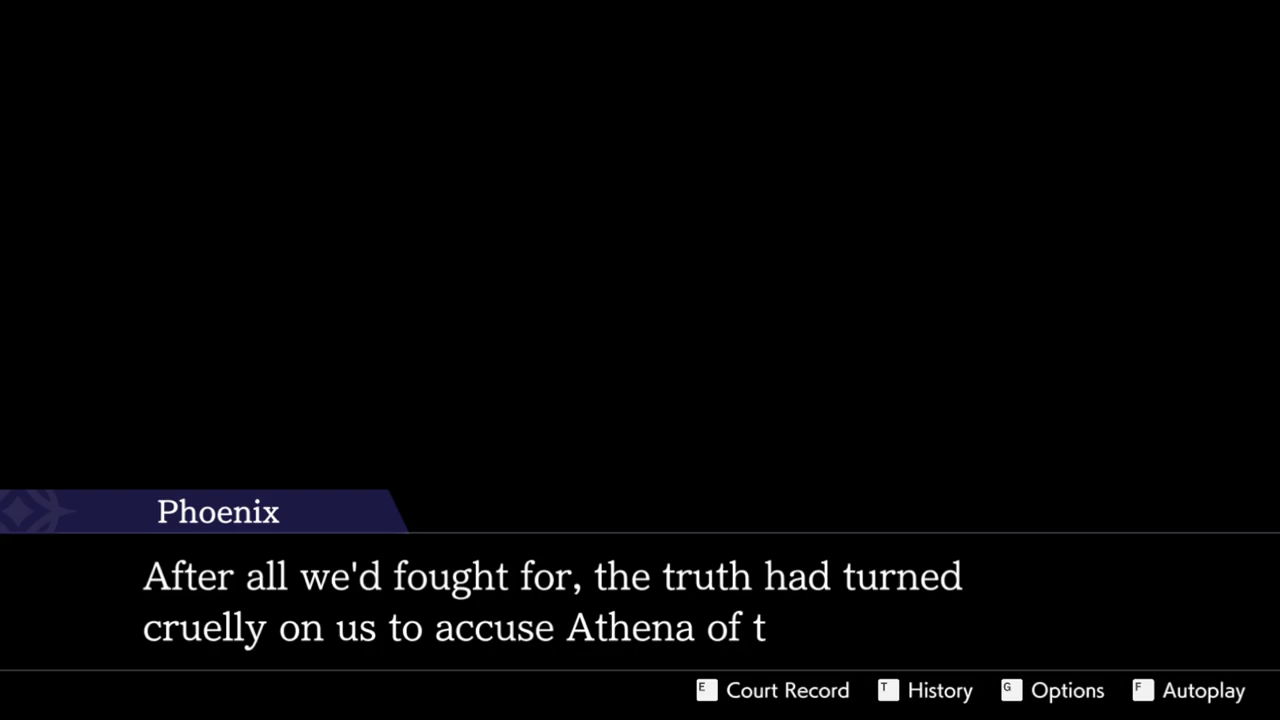 Phoenix
After all we'd fought for, the truth had turned
cruelly on us to accuse Athena of t
E Court Record T History G Options F Autoplay